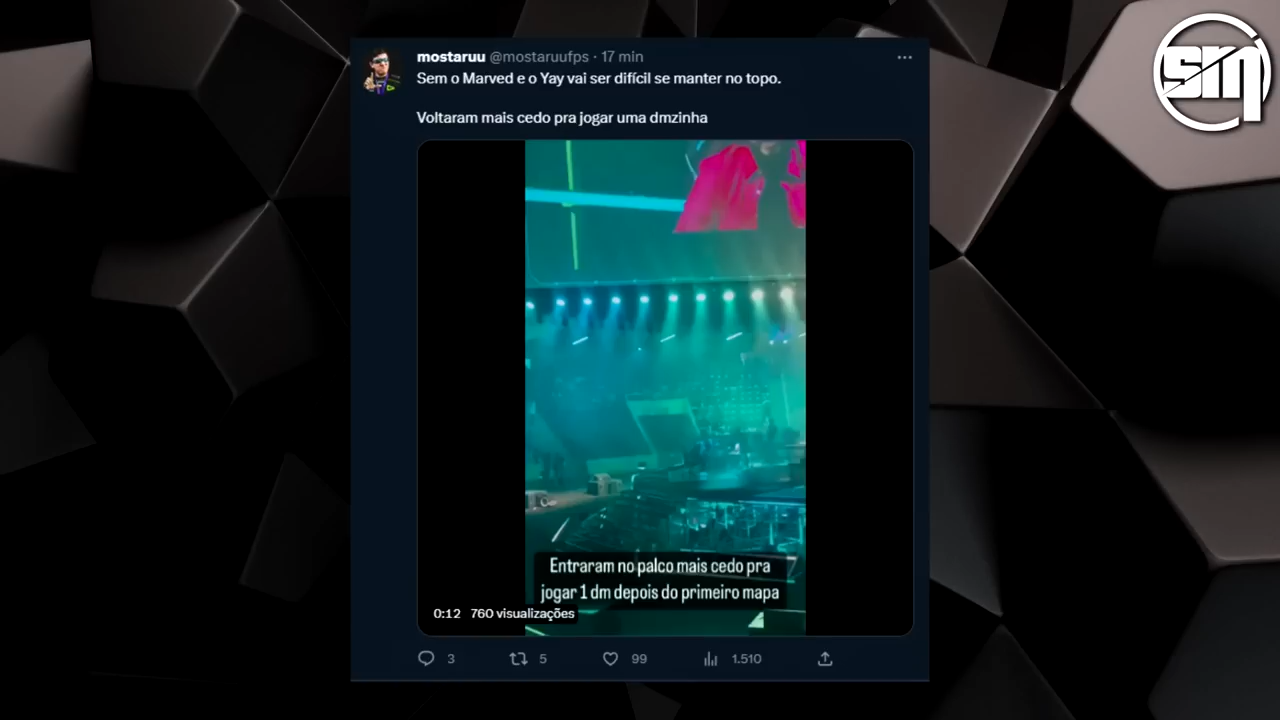 SM
mostaruu @mostaruufps · 17 min
Sem o Marved e o Yay vai ser difícil se manter no topo.
Voltaram mais cedo pra jogar uma dmzinha
Entraram no palco mais cedo pra
jogar 1 dm depois do primeiro mapa
0:12 760 visualizações
3 5 99 1.510